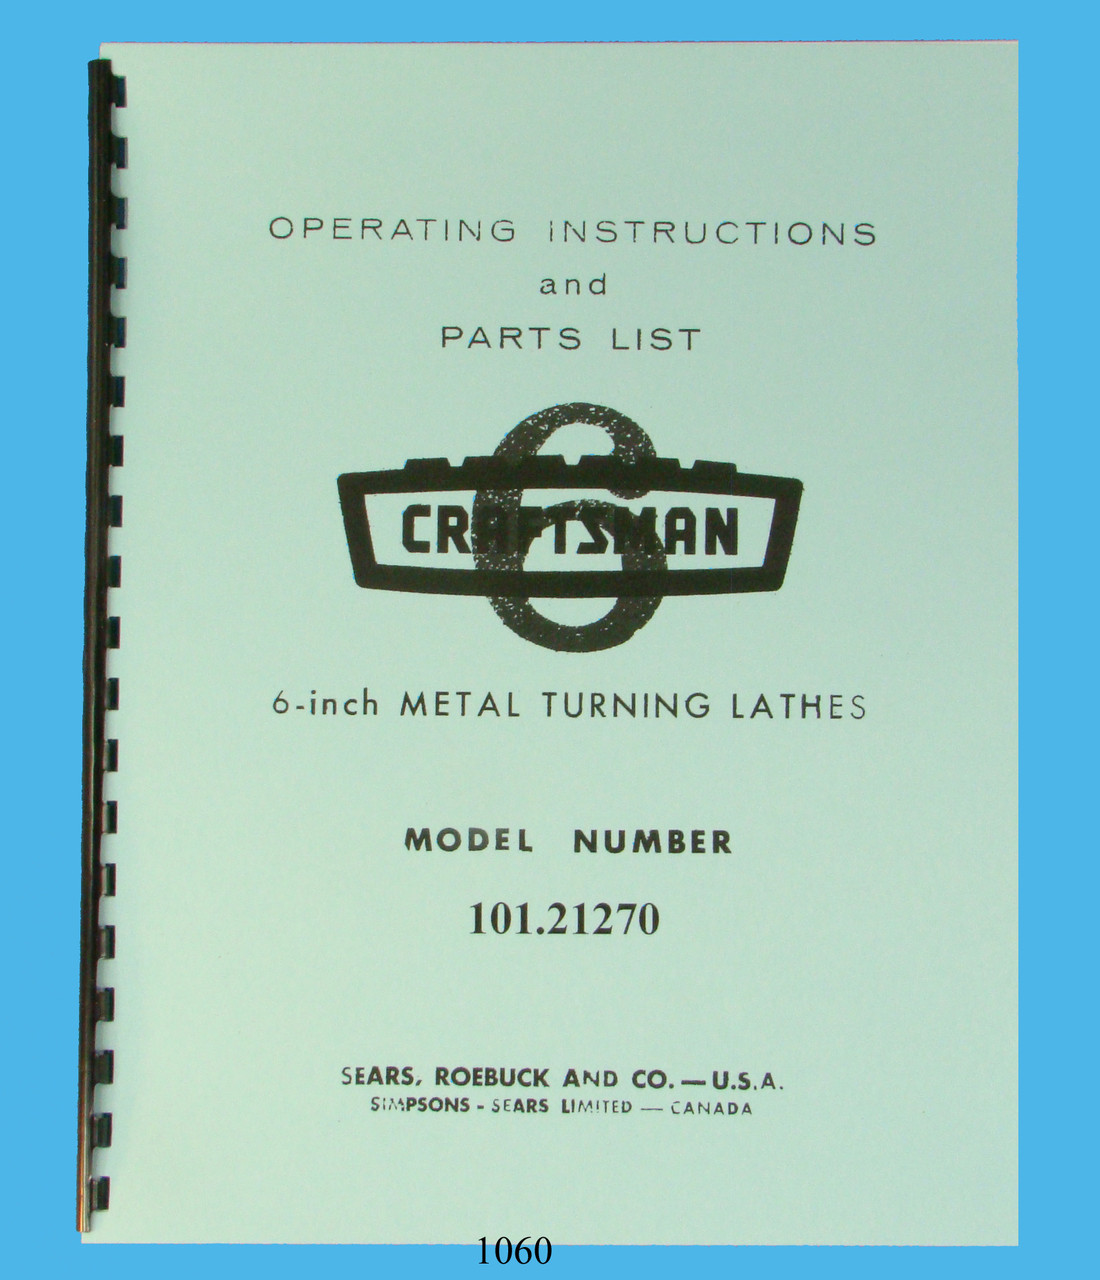 OPERATING INSTRUCTIONS
and
PARTS LIST
6
CRAFTSMAN
6-inch METAL TURNING LATHES
MODEL NUMBER
101.21270
SEARS, ROEBUCK AND CO. — U.S.A.
SIMPSONS - SEARS LIMITED — CANADA
1060